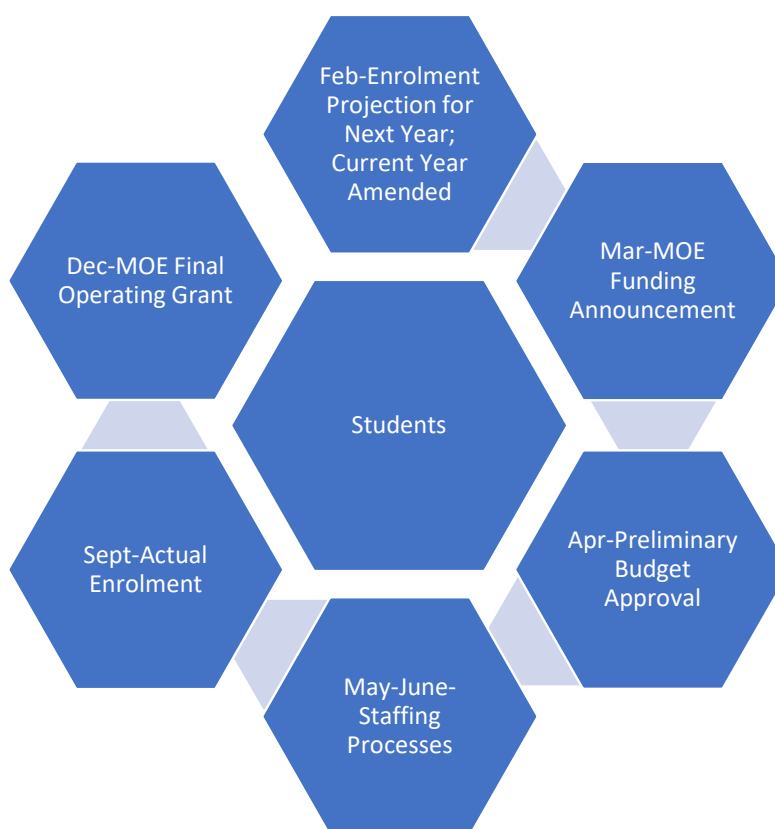 Feb-Enrolment
Projection for
Next Year;
Current Year
Amended
Mar-MOE
Funding
Announcement
Apr-Preliminary
Budget
Approval
May-June-
Staffing
Processes
Sept-Actual
Enrolment
Dec-MOE Final
Operating Grant
Students